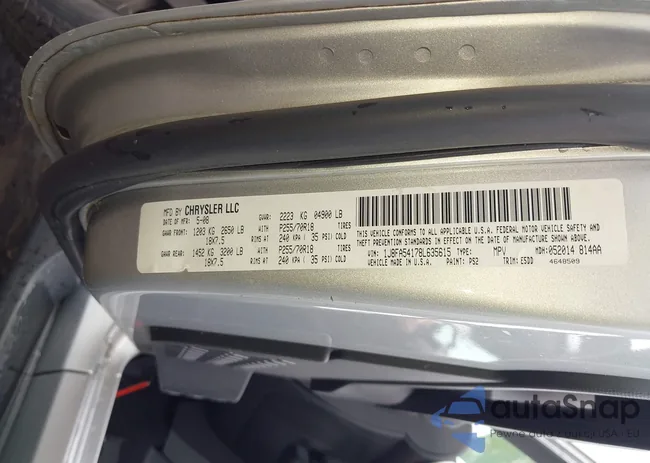 MFD BY CHRYSLER LLC GVWR: 2223 KG 04900 LB
DATE OF MFR: 5-08
GAWR FRONT: 1203 KG 2650 LB WITH P255/70R18 TIRES
18X7.5 RIMS AT 240 KPA ( 35 PSI) COLD
GAWR REAR: 1452 KG 3200 LB WITH P255/70R18 TIRES
18X7.5 RIMS AT 240 KPA ( 35 PSI) COLD
THIS VEHICLE CONFORMS TO ALL APPLICABLE U.S.A. FEDERAL MOTOR VEHICLE SAFETY AND
THEFT PREVENTION STANDARDS IN EFFECT ON THE DATE OF MANUFACTURE SHOWN ABOVE.
VIN: 1J8FA54178L635615 TYPE: MPV MDH: 052014 814AA
MADE IN U.S.A. PAINT: PS2 TRIM: E5DD 4648509
autaSnap